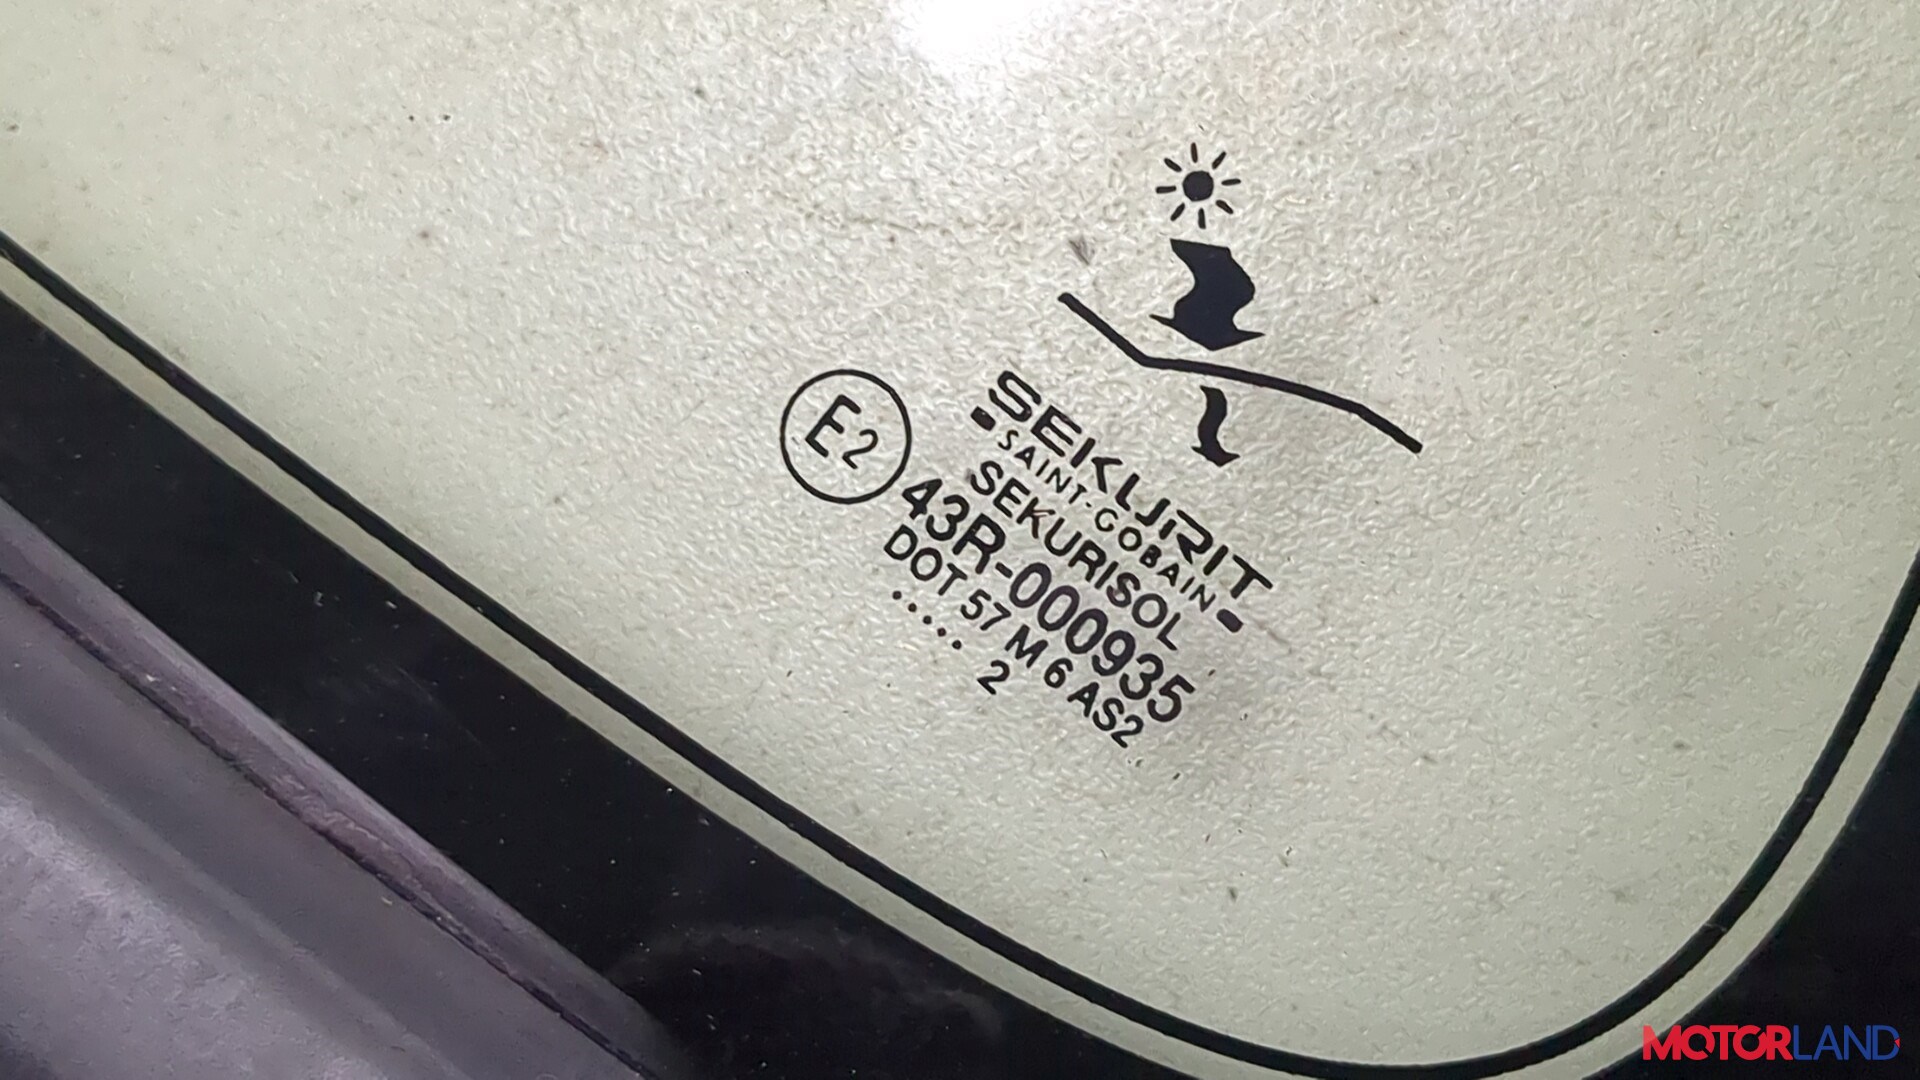 SEKURIT
SAINT-GOBAIN
SEKURISOL
E2
43R-000935
DOT 57 M 6 AS2
..... 2
MOTORLAND